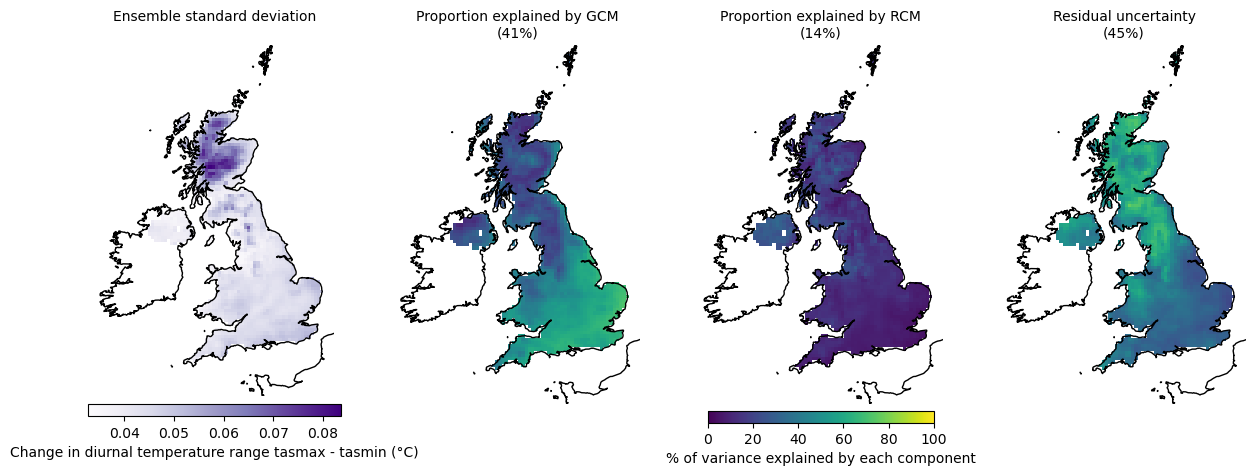 Ensemble standard deviation
Proportion explained by GCM
(41%)
Proportion explained by RCM
(14%)
Residual uncertainty
(45%)
0.04 0.05 0.06 0.07 0.08
Change in diurnal temperature range tasmax - tasmin (°C)
0 20 40 60 80 100
% of variance explained by each component